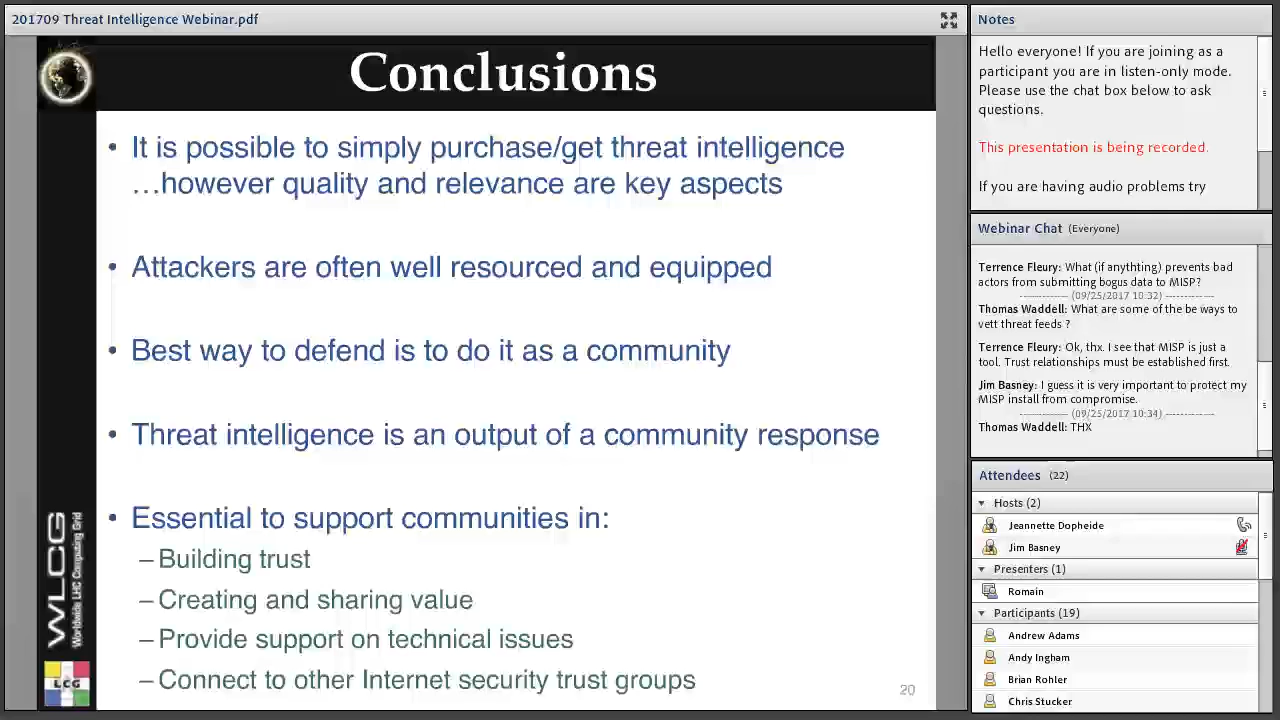 201709 Threat Intelligence Webinar.pdf
Conclusions
• It is possible to simply purchase/get threat intelligence
…however quality and relevance are key aspects
• Attackers are often well resourced and equipped
• Best way to defend is to do it as a community
• Threat intelligence is an output of a community response
• Essential to support communities in:
– Building trust
– Creating and sharing value
– Provide support on technical issues
– Connect to other Internet security trust groups
20
WLCG
Worldwide LHC Computing Grid
LCG
Notes
Hello everyone! If you are joining as a
participant you are in listen-only mode.
Please use the chat box below to ask
questions.
This presentation is being recorded.
If you are having audio problems try
Webinar Chat (Everyone)
Terrence Fleury: What (if anythting) prevents bad
actors from submitting bogus data to MISP?
------------- (09/25/2017 10:32) -------------
Thomas Waddell: What are some of the be ways to
vett threat feeds ?
Terrence Fleury: Ok, thx. I see that MISP is just a
tool. Trust relationships must be established first.
Jim Basney: I guess it is very important to protect my
MISP install from compromise.
------------- (09/25/2017 10:34) -------------
Thomas Waddell: THX
Attendees (22)
Hosts (2)
Jeannette Dopheide
Jim Basney
Presenters (1)
Romain
Participants (19)
Andrew Adams
Andy Ingham
Brian Rohler
Chris Stucker